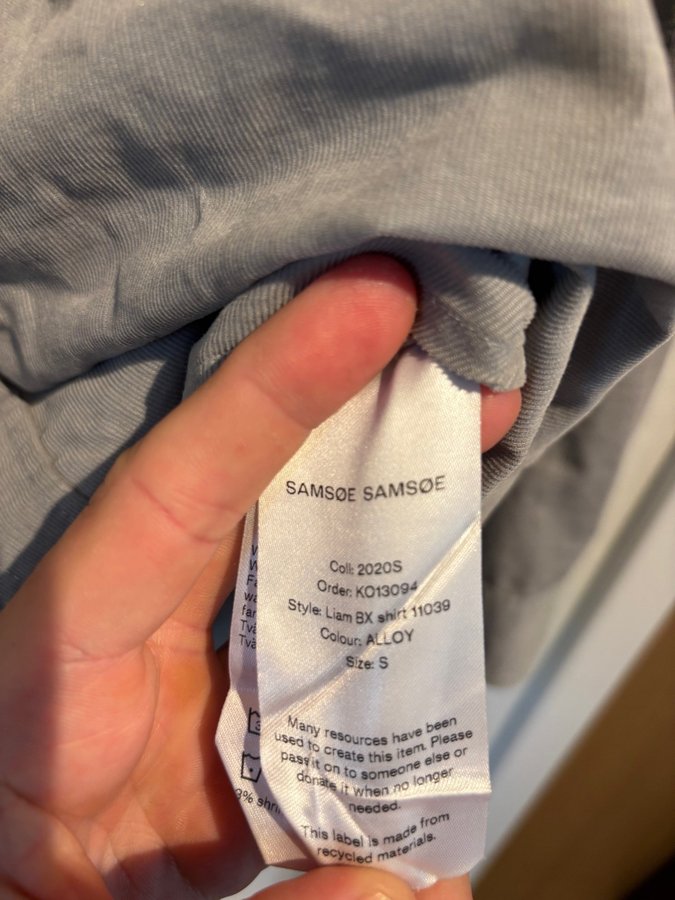 SAMSØE SAMSØE
Coll: 2020S
Order: KO13094
Style: Liam BX shirt 11039
Colour: ALLOY
Size: S
Many resources have been
used to create this item. Please
pass it on to someone else or
donate it when no longer
needed.
This label is made from
recycled materials.
3% shri